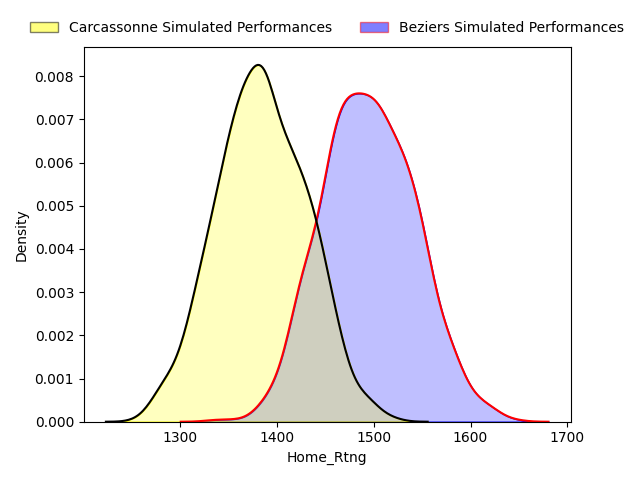 Carcassonne Simulated Performances Beziers Simulated Performances
0.008
0.007
0.006
0.005
0.004
0.003
0.002
0.001
0.000
Density
1300 1400 1500 1600 1700
Home_Rtng